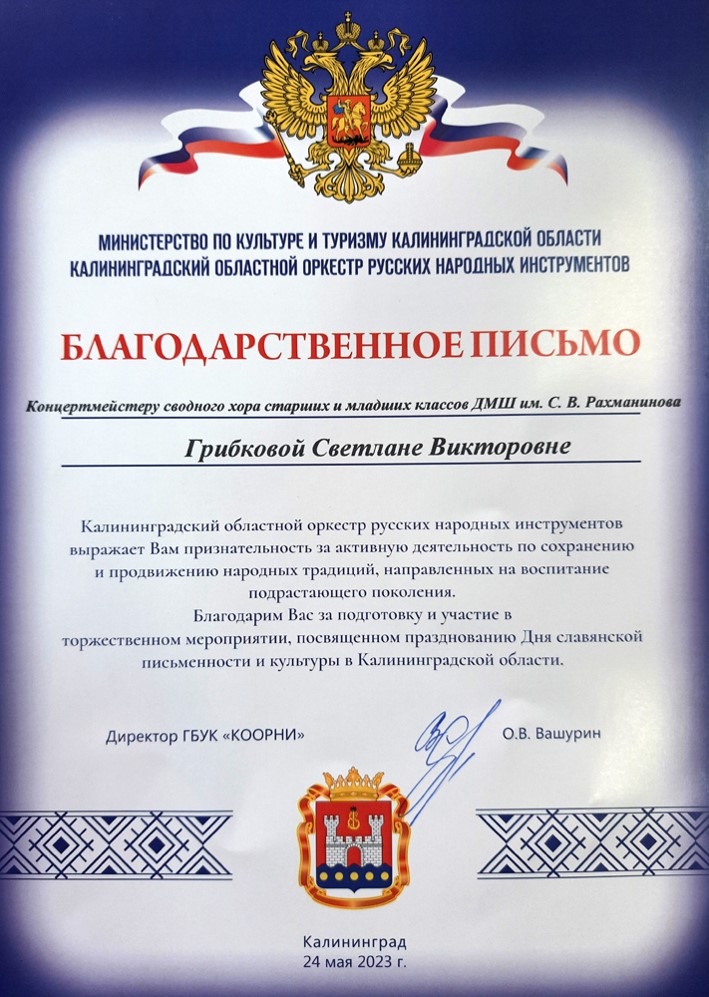 МИНИСТЕРСТВО ПО КУЛЬТУРЕ И ТУРИЗМУ КАЛИНИНГРАДСКОЙ ОБЛАСТИ
КАЛИНИНГРАДСКИЙ ОБЛАСТНОЙ ОРКЕСТР РУССКИХ НАРОДНЫХ ИНСТРУМЕНТОВ
БЛАГОДАРСТВЕННОЕ ПИСЬМО
Концертмейстеру сводного хора старших и младших классов ДМШ им. С. В. Рахманинова
Грибковой Светлане Викторовне
Калининградский областной оркестр русских народных инструментов
выражает Вам признательность за активную деятельность по сохранению
и продвижению народных традиций, направленных на воспитание
подрастающего поколения.
Благодарим Вас за подготовку и участие в
торжественном мероприятии, посвященном празднованию Дня славянской
письменности и культуры в Калининградской области.
Директор ГБУК «КООРНИ» О.В. Вашурин
Калининград
24 мая 2023 г.